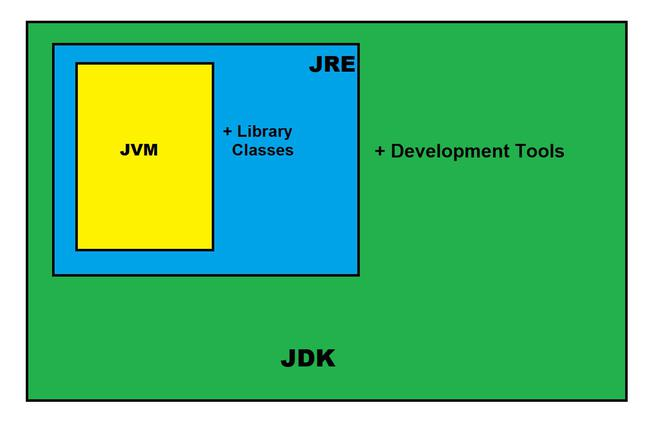 JRE
+ Library
Classes
JVM
+ Development Tools
JDK